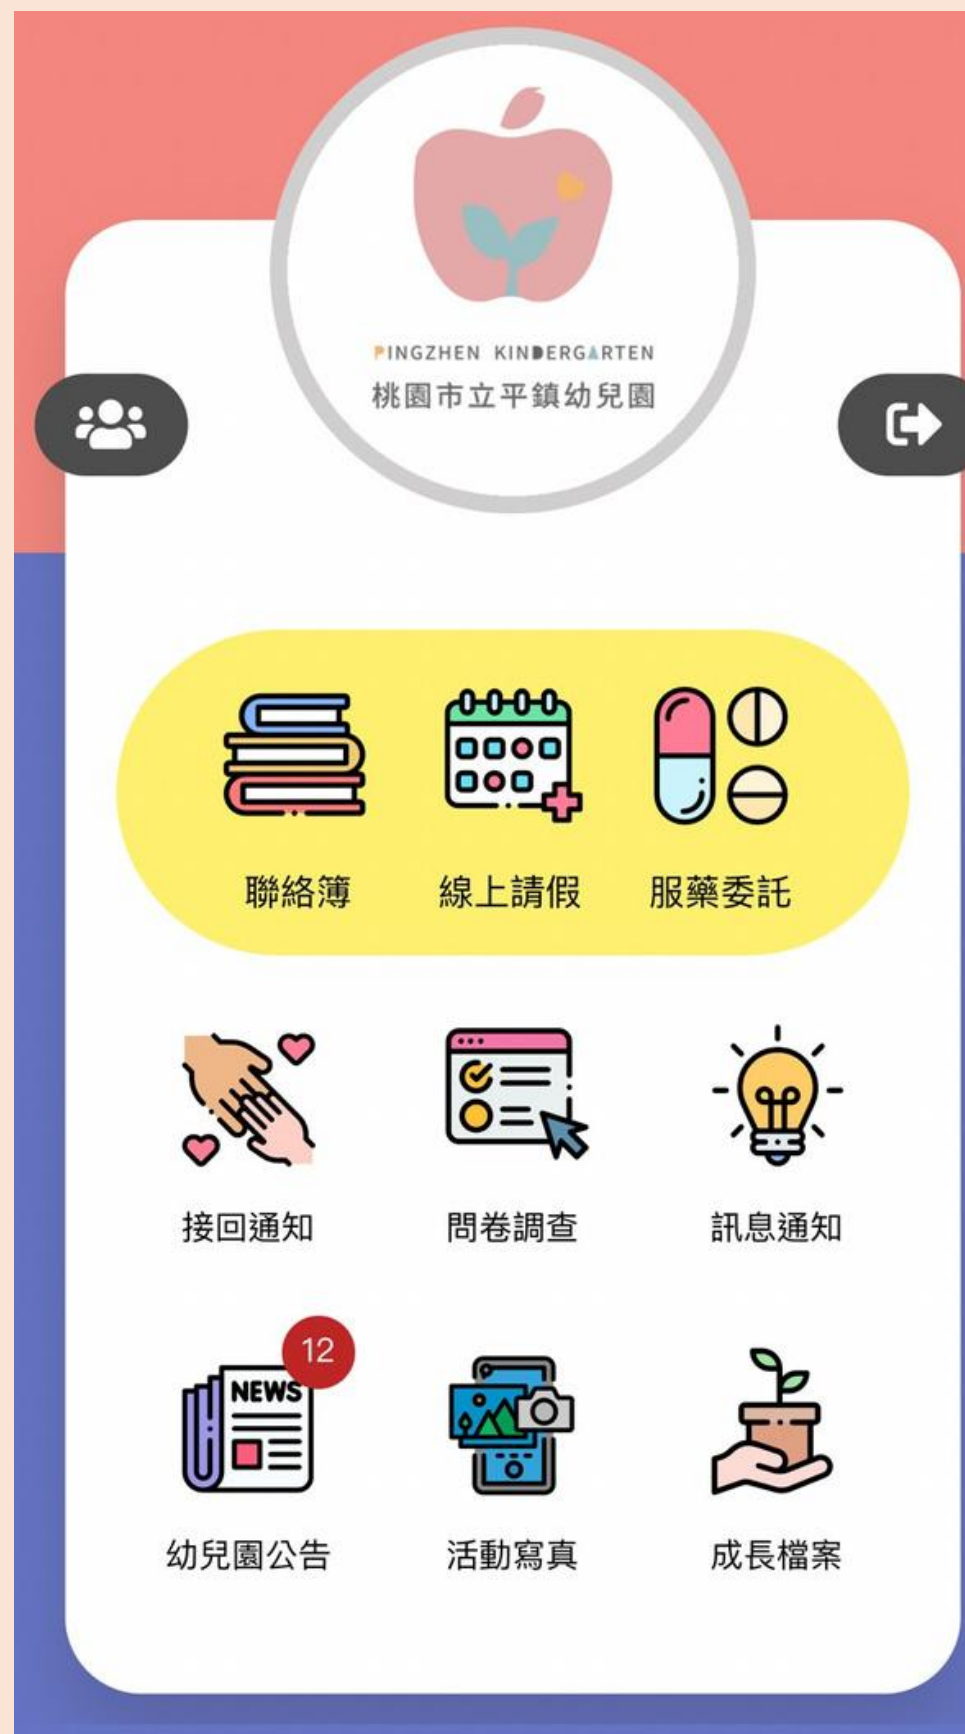 PINGZHEN KINDERGARTEN
桃園市立平鎮幼兒園
聯絡簿 線上請假 服藥委託
接回通知 問卷調查 訊息通知
12
NEWS
幼兒園公告 活動寫真 成長檔案